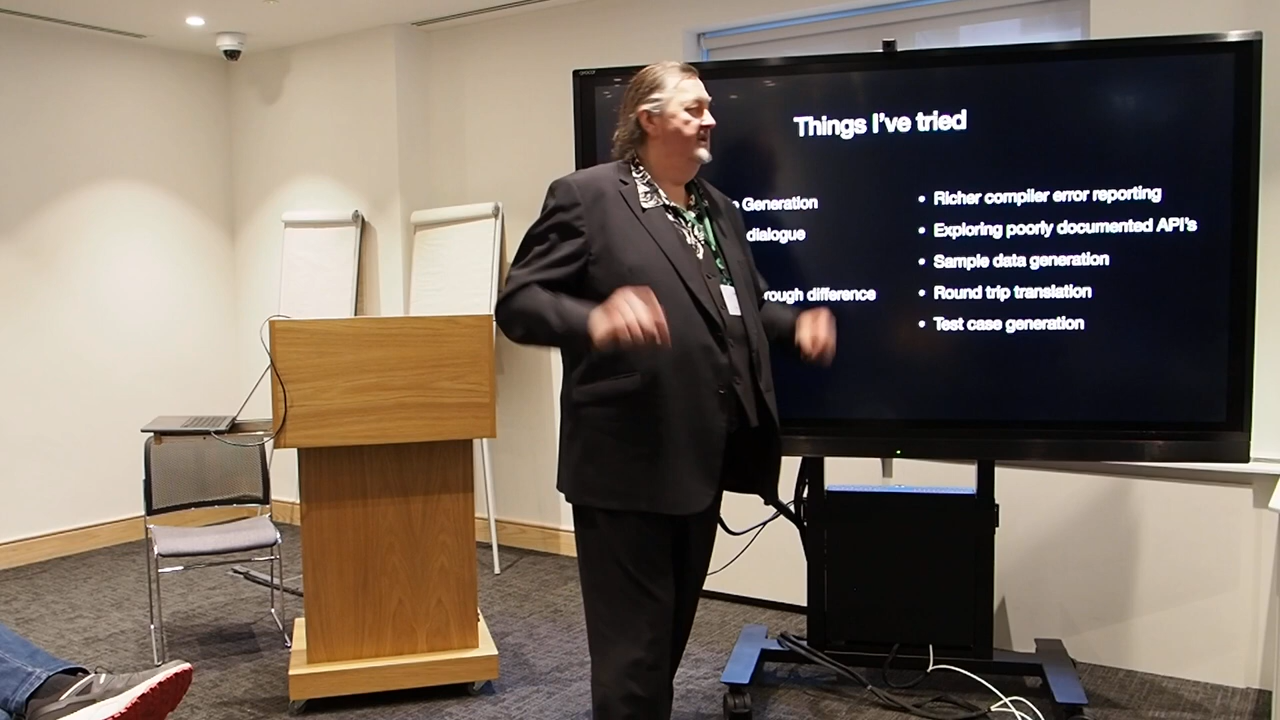 Things I've tried
Generation
dialogue
rough difference
• Richer compiler error reporting
• Exploring poorly documented API's
• Sample data generation
• Round trip translation
• Test case generation